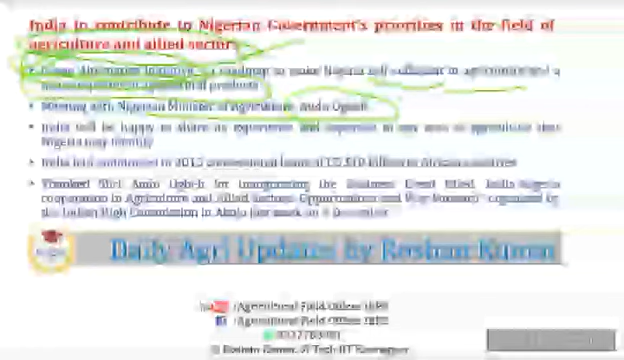 India to contribute to Nigerian Government's priorities in the field of
agriculture and allied sector:
Green Alternative Initiative, a roadmap to make Nigeria self sufficient in agriculture and a
of agricultural products
Meeting with Nigerian Minister of Agriculture, Audu Ogbeh
India will be happy to share its experience and expertise in any area of agriculture that
Nigeria may identify
India had announced in 2015 concessional loans of US $10 billion to African countries
Thanked Shri Audu Ogbeh for inaugurating the Business Event titled India-Nigeria
cooperation in Agriculture and Allied Sectors: Opportunities and Way Forward" organized by
the Indian High Commission in Abuja last week on 6 December
Daily Agri Updates by Roshan Kumar
/Agricultural Field Officer IBPS
/Agricultural Field Officer IBPS
Roshan Kumar, M Tech IIT Kharagpur